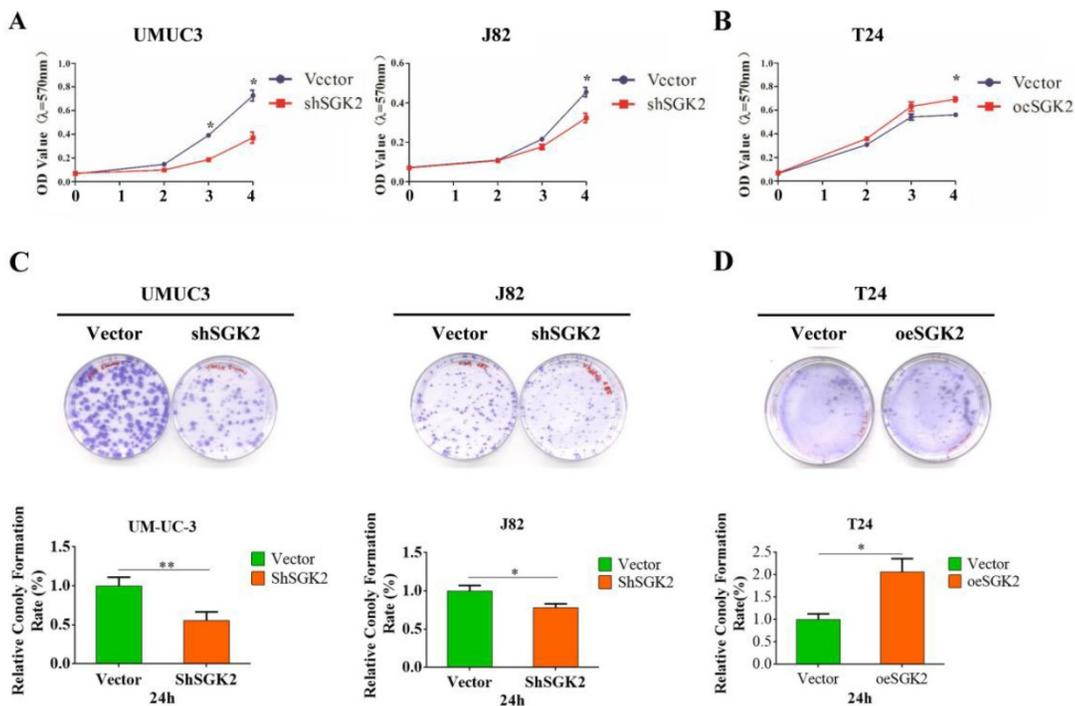 A
UMUC3
OD Value (λ=570nm)
1.0
0.8
0.6
0.4
0.2
0.0
0 1 2 3 4
*
*
Vector
shSGK2
J82
OD Value (λ=570nm)
0.6
0.4
0.2
0.0
0 1 2 3 4
*
Vector
shSGK2
B
T24
OD Value (λ=570nm)
1.0
0.8
0.6
0.4
0.2
0.0
0 1 2 3 4
*
Vector
oeSGK2
C
UMUC3
Vector shSGK2
J82
Vector shSGK2
D
T24
Vector oeSGK2
UM-UC-3
Relative Conoly Formation
Rate (%)
1.5
1.0
0.5
0.0
**
Vector
ShSGK2
Vector ShSGK2
24h
J82
Relative Conoly Formation
Rate (%)
1.5
1.0
0.5
0.0
*
Vector
ShSGK2
Vector ShSGK2
24h
T24
Relative Conoly Formation
Rate(%)
2.5
2.0
1.5
1.0
0.5
0.0
*
Vector
oeSGK2
Vector oeSGK2
24h